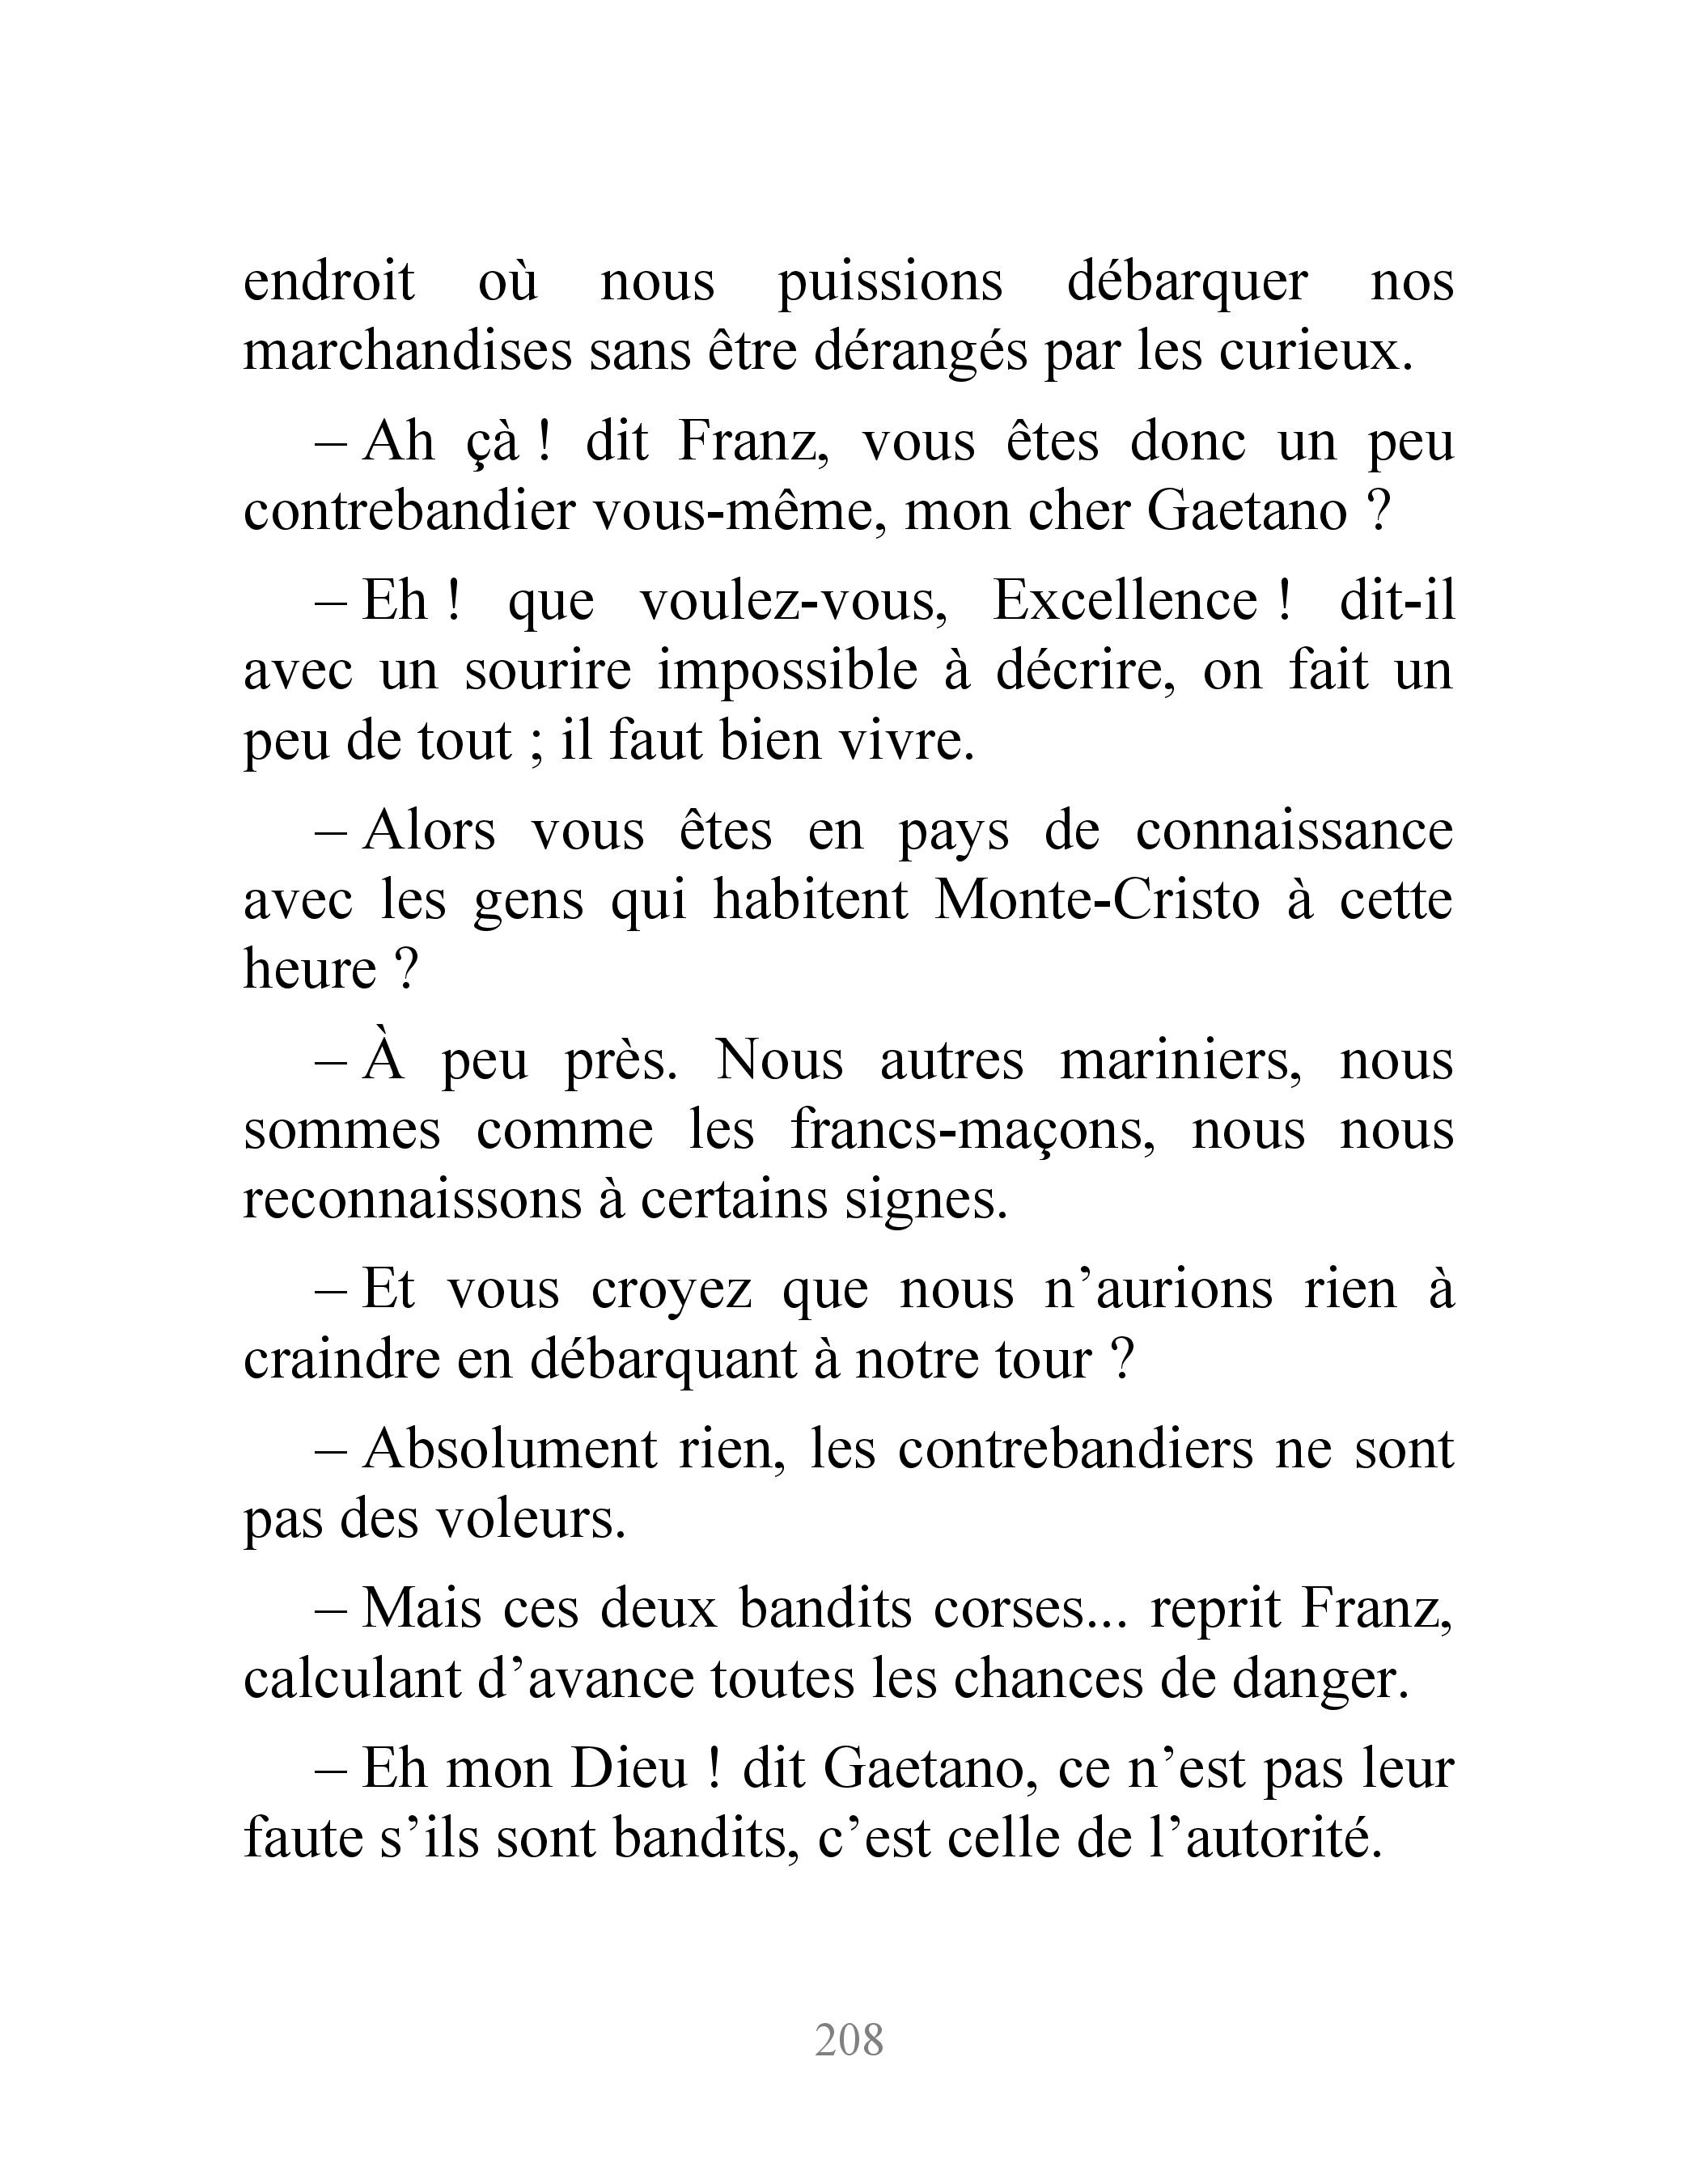 endroit où nous puissions débarquer nos
marchandises sans être dérangés par les curieux.
– Ah çà ! dit Franz, vous êtes donc un peu
contrebandier vous-même, mon cher Gaetano ?
– Eh ! que voulez-vous, Excellence ! dit-il
avec un sourire impossible à décrire, on fait un
peu de tout ; il faut bien vivre.
– Alors vous êtes en pays de connaissance
avec les gens qui habitent Monte-Cristo à cette
heure ?
– À peu près. Nous autres mariniers, nous
sommes comme les francs-maçons, nous nous
reconnaissons à certains signes.
– Et vous croyez que nous n’aurions rien à
craindre en débarquant à notre tour ?
– Absolument rien, les contrebandiers ne sont
pas des voleurs.
– Mais ces deux bandits corses... reprit Franz,
calculant d’avance toutes les chances de danger.
– Eh mon Dieu ! dit Gaetano, ce n’est pas leur
faute s’ils sont bandits, c’est celle de l’autorité.
208